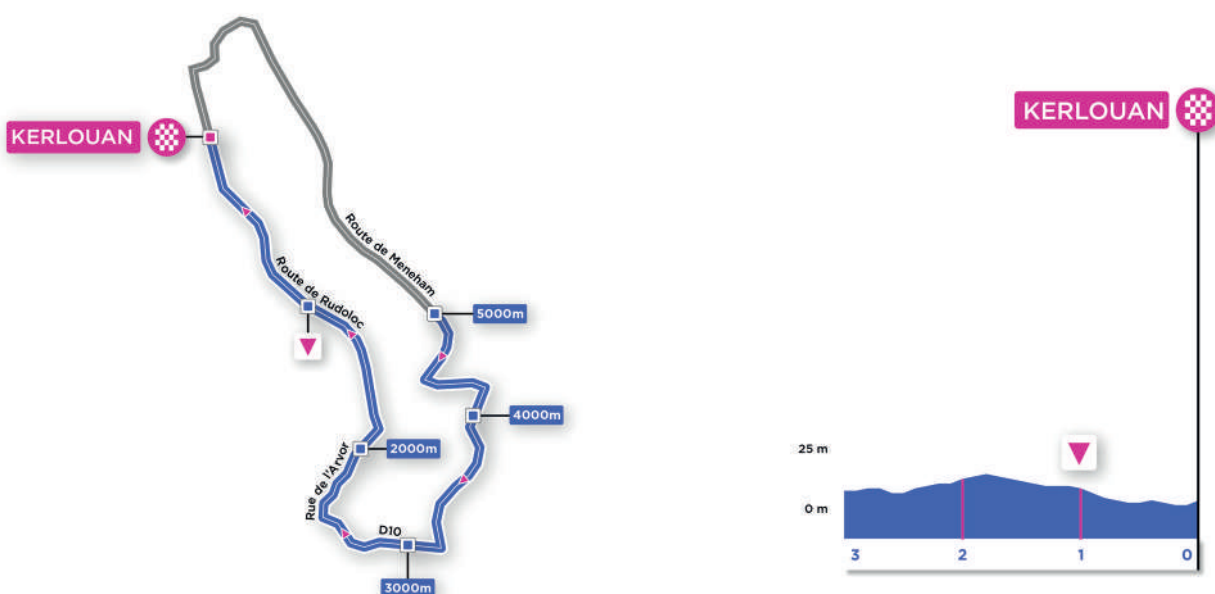 KERLOUAN
Route de Meneham
Route de Rudoloc
5000m
4000m
2000m
Rue de l'Arvor
D10
3000m
KERLOUAN
25 m
0 m
3 2 1 0